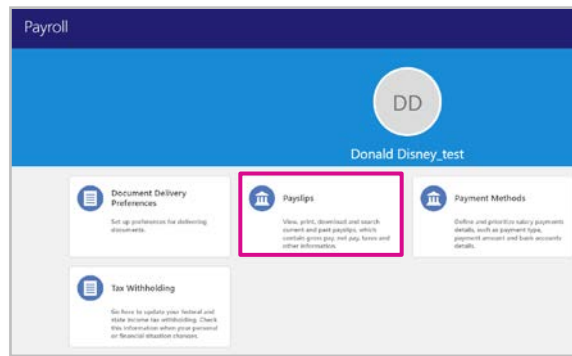 Payroll
DD
Donald Disney_test
Document Delivery
Preferences
Set up preferences for delivering
documents.
Payslips
View, print, download and search
current and past payslips, which
contain gross pay, net pay, taxes and
other information.
Payment Methods
Define and prioritize salary payments
details, such as payment type,
payment amount and bank accounts
details.
Tax Withholding
Go here to update your federal and
state income tax withholding. Check
this information when your personal
or financial situation changes.